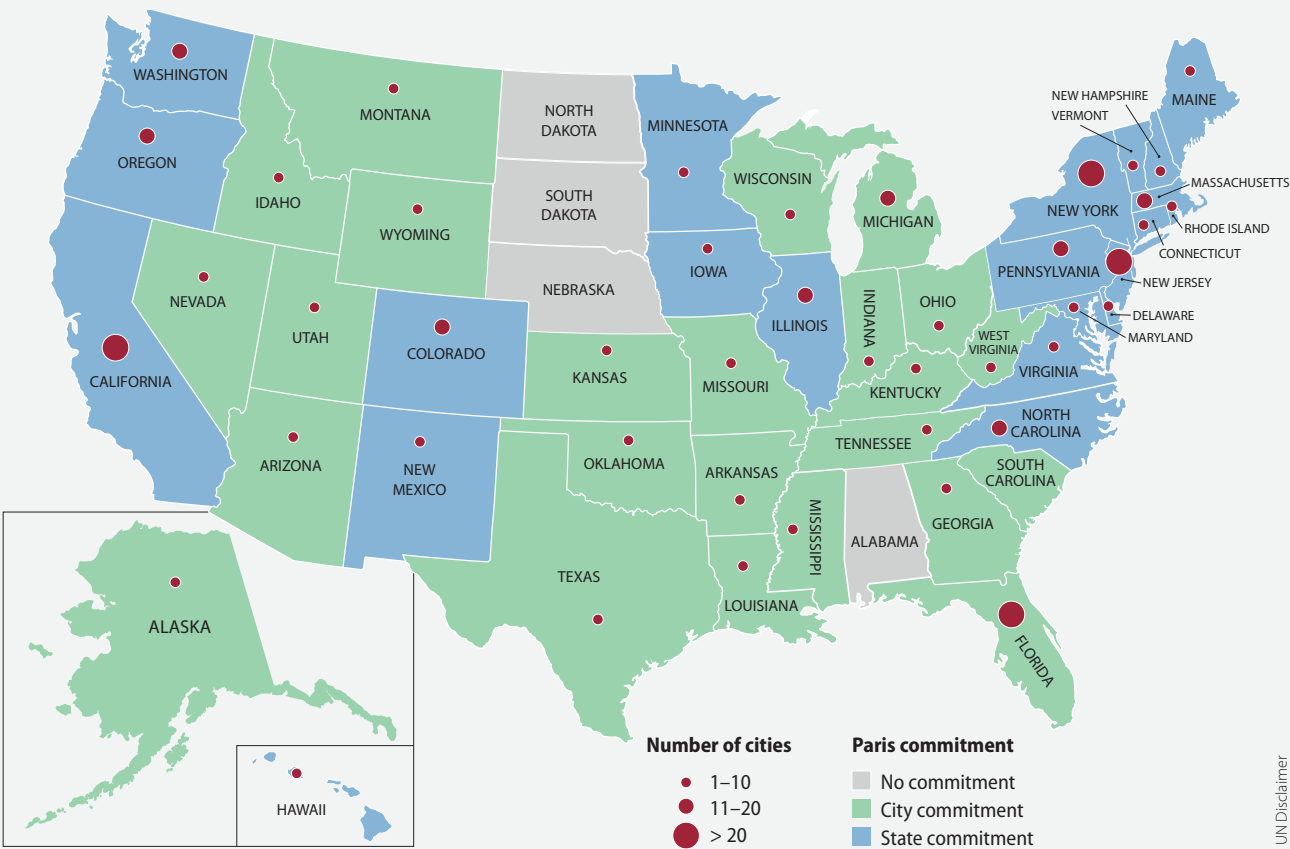 WASHINGTON
MONTANA
NORTH
DAKOTA
MINNESOTA
NEW HAMPSHIRE
VERMONT
MAINE
OREGON
IDAHO
WYOMING
SOUTH
DAKOTA
WISCONSIN
MICHIGAN
NEW YORK
MASSACHUSETTS
RHODE ISLAND
CONNECTICUT
NEVADA
UTAH
NEBRASKA
IOWA
ILLINOIS
INDIANA
OHIO
PENNSYLVANIA
NEW JERSEY
DELAWARE
MARYLAND
WEST
VIRGINIA
VIRGINIA
CALIFORNIA
COLORADO
KANSAS
MISSOURI
KENTUCKY
NORTH
CAROLINA
ARIZONA
NEW
MEXICO
OKLAHOMA
ARKANSAS
TENNESSEE
SOUTH
CAROLINA
TEXAS
LOUISIANA
MISSISSIPPI
ALABAMA
GEORGIA
FLORIDA
ALASKA
HAWAII
Number of cities
1–10
11–20
> 20
Paris commitment
No commitment
City commitment
State commitment
UN Disclaimer